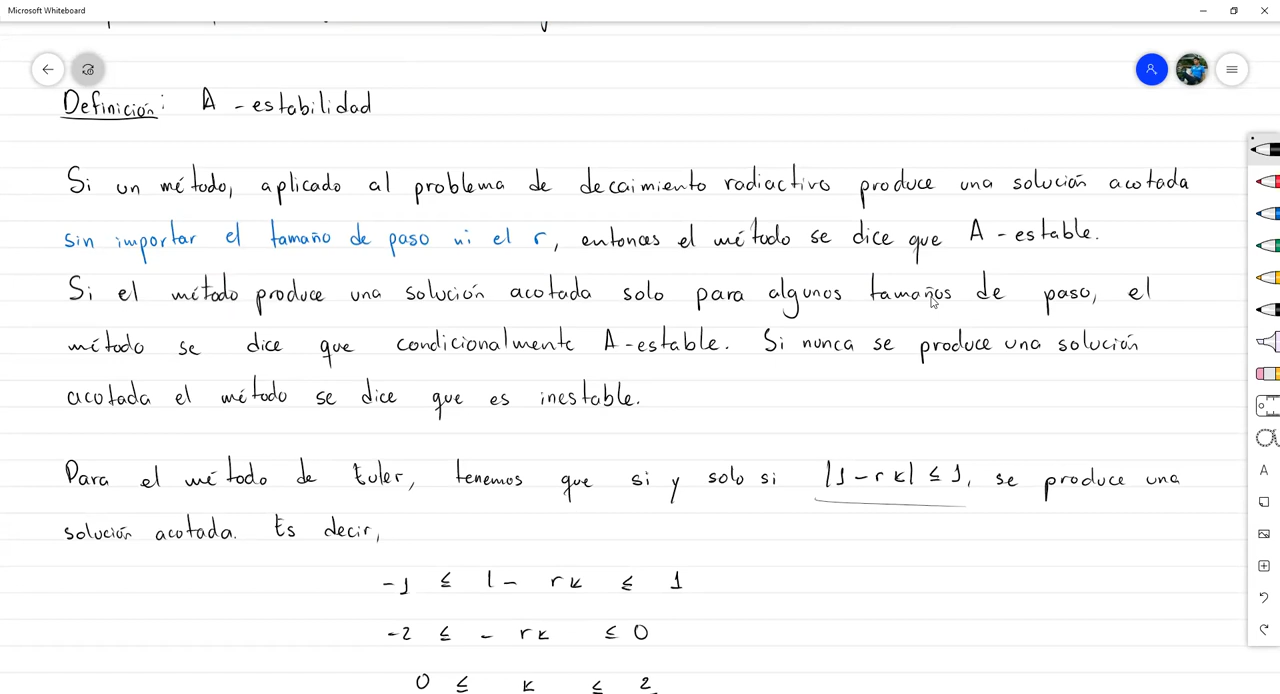 Microsoft Whiteboard
Definición: A - estabilidad
Si un método, aplicado al problema de decaimiento radiactivo produce una solución acotada
sin importar el tamaño de paso ni el r, entonces el método se dice que A - estable.
Si el método produce una solución acotada solo para algunos tamaños de paso, el
método se dice que condicionalmente A-estable. Si nunca se produce una solución
acotada el método se dice que es inestable.
Para el método de Euler, tenemos que si y solo si |1 - r k| ≤ 1, se produce una
solución acotada. Es decir,
-1 ≤ 1 - rk ≤ 1
-2 ≤ - rk ≤ 0
0 ≤ k ≤ 2
A